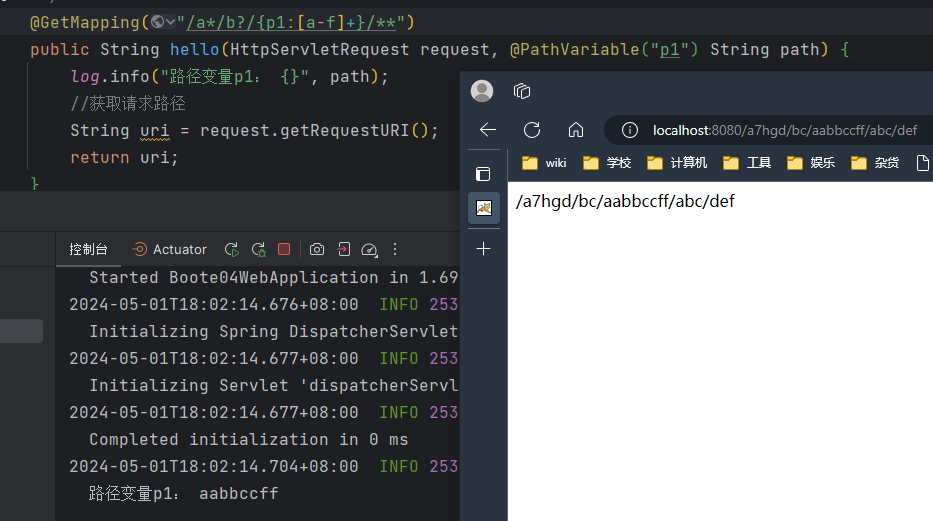 @GetMapping("/a*/b?/{p1:[a-f]+}/**")
public String hello(HttpServletRequest request, @PathVariable("p1") String path) {
log.info("路径变量p1： {}", path);
//获取请求路径
String uri = request.getRequestURI();
return uri;
}
localhost:8080/a7hgd/bc/aabbccff/abc/def
wiki 学校 计算机 工具 娱乐 杂货
/a7hgd/bc/aabbccff/abc/def
控制台 Actuator
Started Boote04WebApplication in 1.69
2024-05-01T18:02:14.676+08:00 INFO 253
Initializing Spring DispatcherServlet
2024-05-01T18:02:14.677+08:00 INFO 253
Initializing Servlet 'dispatcherServl
2024-05-01T18:02:14.677+08:00 INFO 253
Completed initialization in 0 ms
2024-05-01T18:02:14.704+08:00 INFO 253
路径变量p1： aabbccff